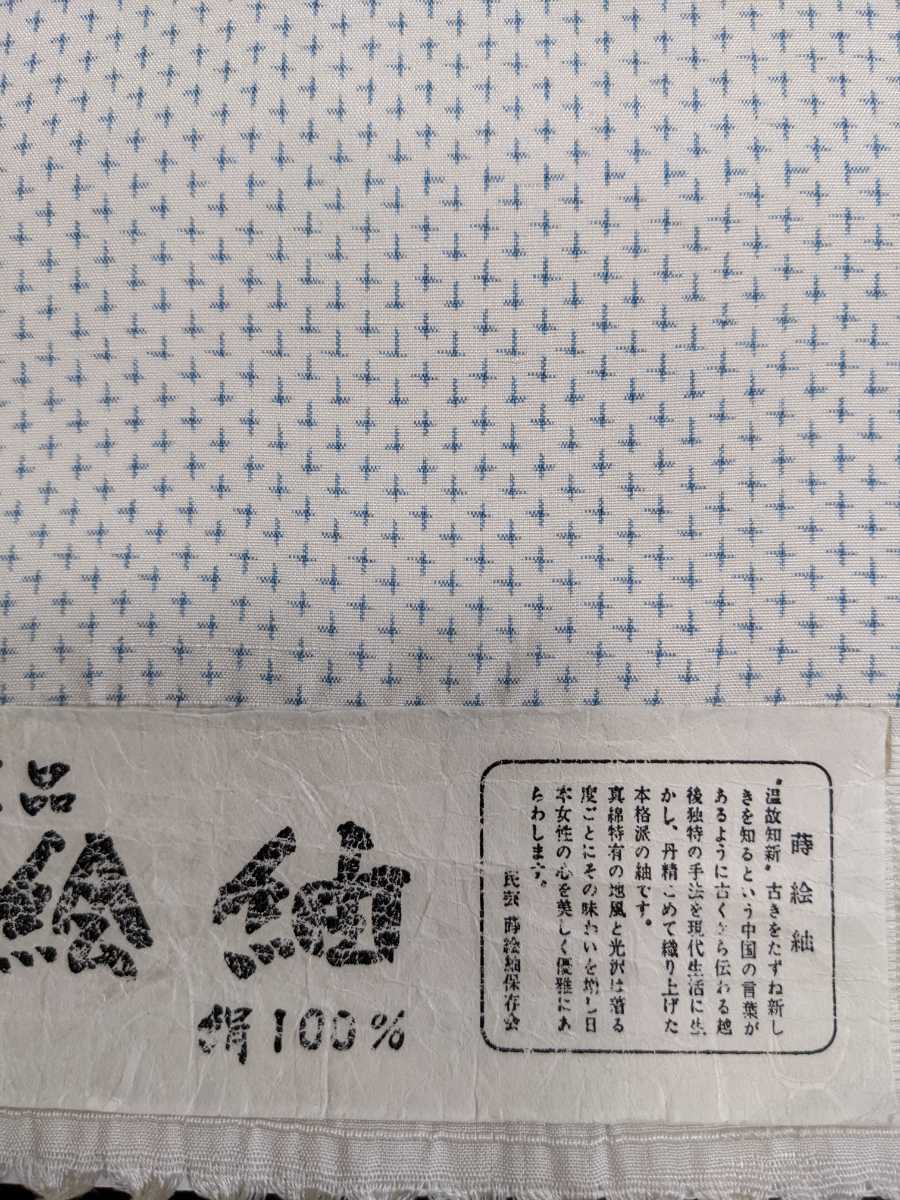 品
絵紬
絹100%
蒔絵紬
“温故知新” 古きをたずね新し
きを知るという中国の言葉が
あるように古くから伝わる越
後独特の手法を現代生活に生
かし、丹精こめて織り上げた
本格派の紬です。
真綿特有の地風と光沢は着る
度ごとにその味わいを増し日
本女性の心を美しく優雅にあ
らわします。
民芸 蒔絵紬保存会